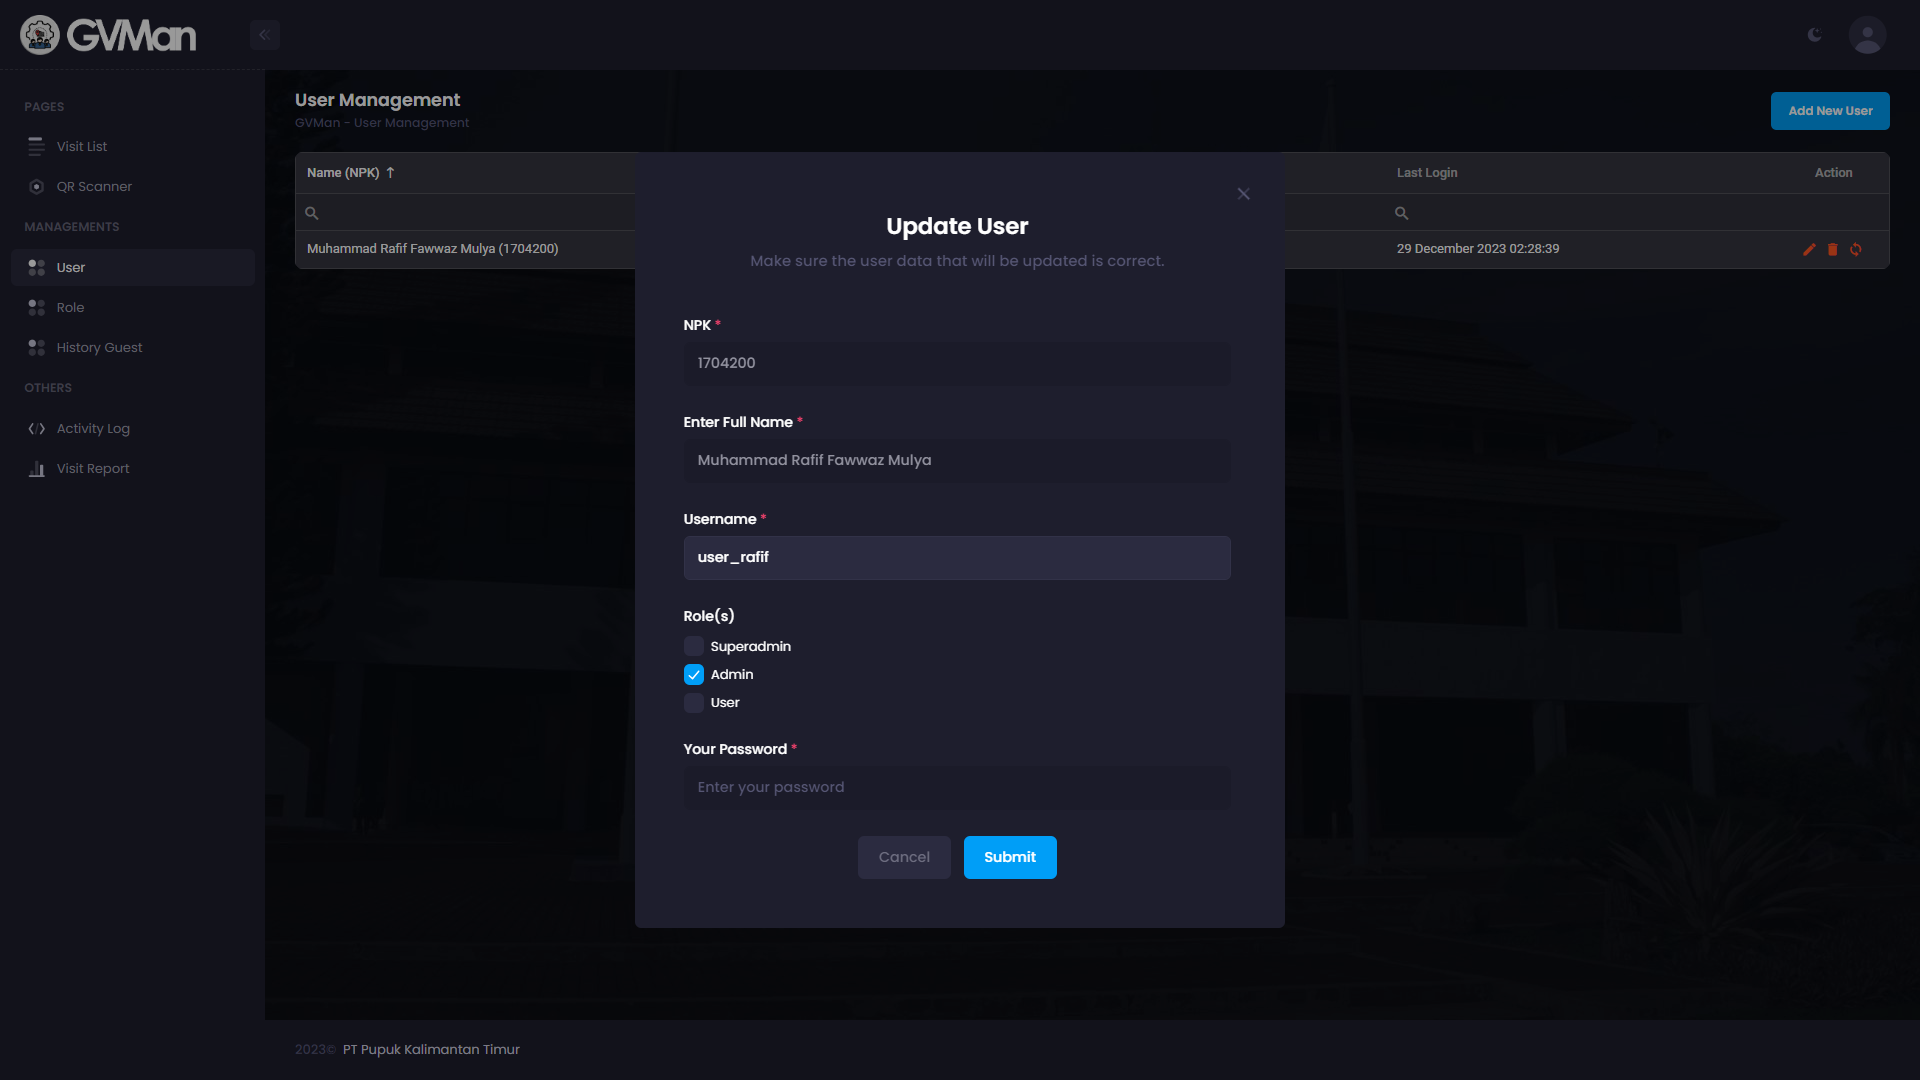 GVMan
PAGES
Visit List
QR Scanner
MANAGEMENTS
User
Role
History Guest
OTHERS
Activity Log
Visit Report
User Management
GVMan - User Management
Add New User
Name (NPK) ↑
Last Login
Action
Muhammad Rafif Fawwaz Mulya (1704200)
29 December 2023 02:28:39
Update User
Make sure the user data that will be updated is correct.
NPK *
1704200
Enter Full Name *
Muhammad Rafif Fawwaz Mulya
Username *
user_rafif
Role(s)
Superadmin
Admin
User
Your Password *
Enter your password
Cancel
Submit
2023© PT Pupuk Kalimantan Timur